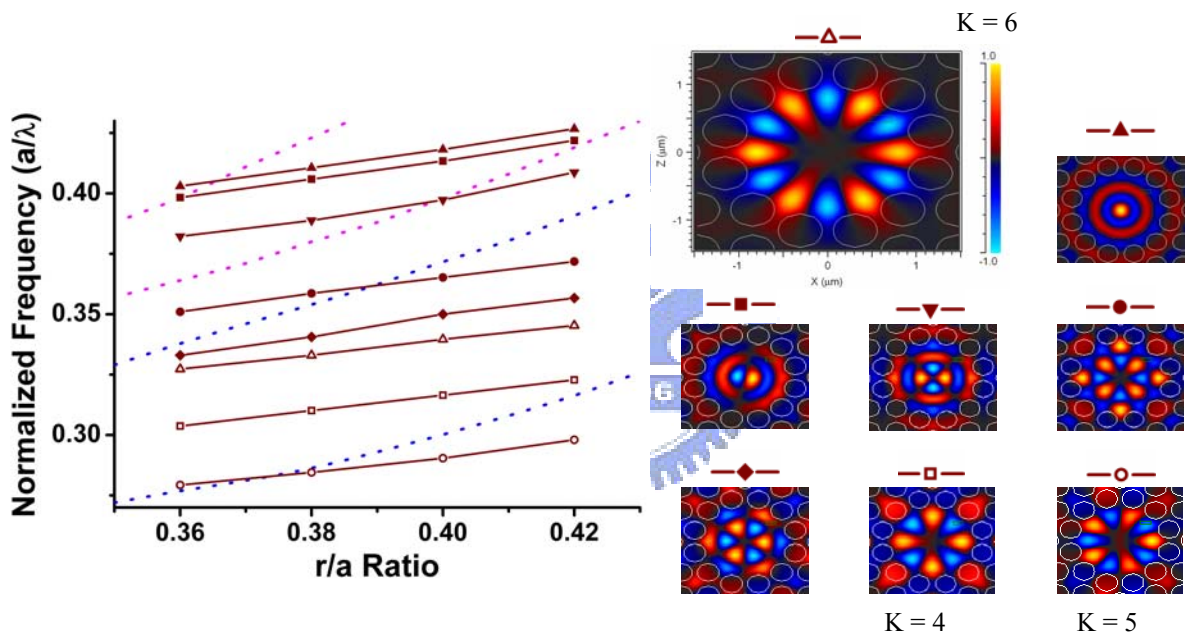 K = 6
1.0
-1.0
Z (μm)
1
0
-1
-1
0
1
X (μm)
Normalized Frequency (a/λ)
0.40
0.35
0.30
0.36
0.38
0.40
0.42
r/a Ratio
G
K = 4
K = 5